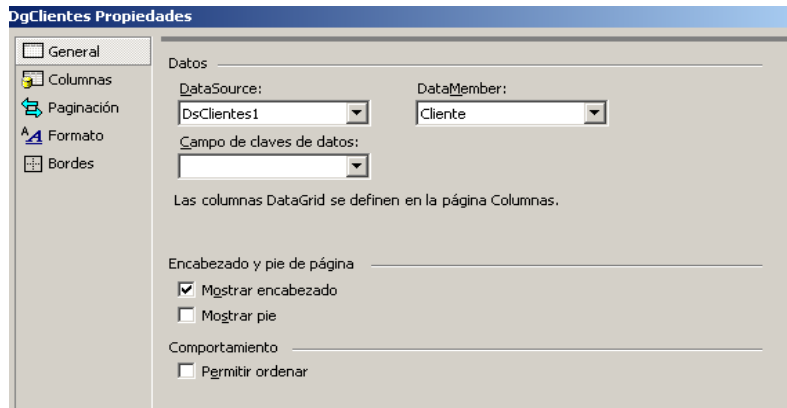 DgClientes Propiedades
General
Columnas
Paginación
Formato
Bordes
Datos
DataSource:
DataMember:
DsClientes1
Cliente
Campo de claves de datos:
Las columnas DataGrid se definen en la página Columnas.
Encabezado y pie de página
Mostrar encabezado
Mostrar pie
Comportamiento
Permitir ordenar